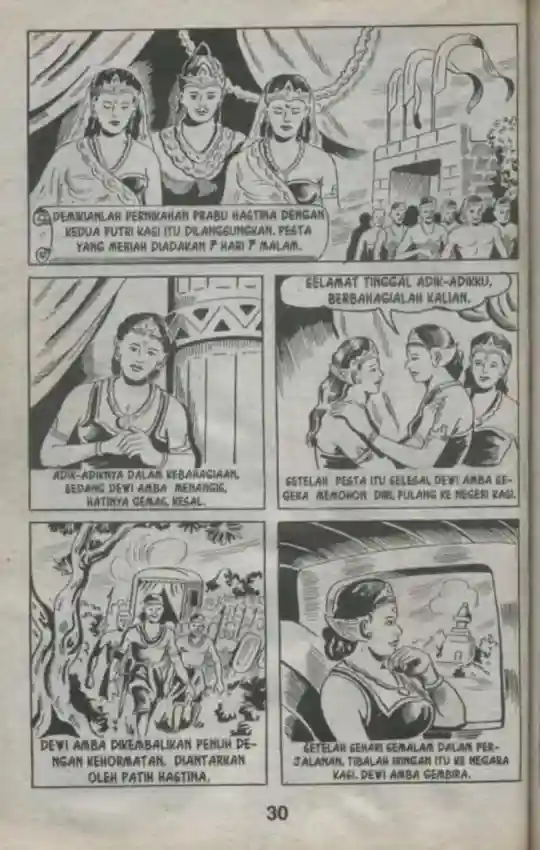 DEMIKIANLAH PERNIKAHAN PRABU HASTINA DENGAN
KEDUA PUTRI KASI ITU DILANGSUNGKAN. PESTA
YANG MERIAH DIADAKAN 7 HARI 7 MALAM.
ADIK-ADIKNYA DALAM KEBAHAGIAAN,
SEDANG DEWI AMBA MENANGIS,
HATINYA GEMAS, KESAL.
SELAMAT TINGGAL ADIK-ADIKKU,
BERBAHAGIALAH KALIAN.
SETELAH PESTA ITU SELESAI, DEWI AMBA SE-
GERA MEMOHON DIRI, PULANG KE NEGERI KASI.
DEWI AMBA DIKEMBALIKAN PENUH DE-
NGAN KEHORMATAN. DIANTARKAN
OLEH PATIH HASTINA.
SETELAH SEHARI SEMALAM DALAM PER-
JALANAN, TIBALAH IRINGAN ITU KE NEGARA
KASI. DEWI AMBA GEMBIRA.
30